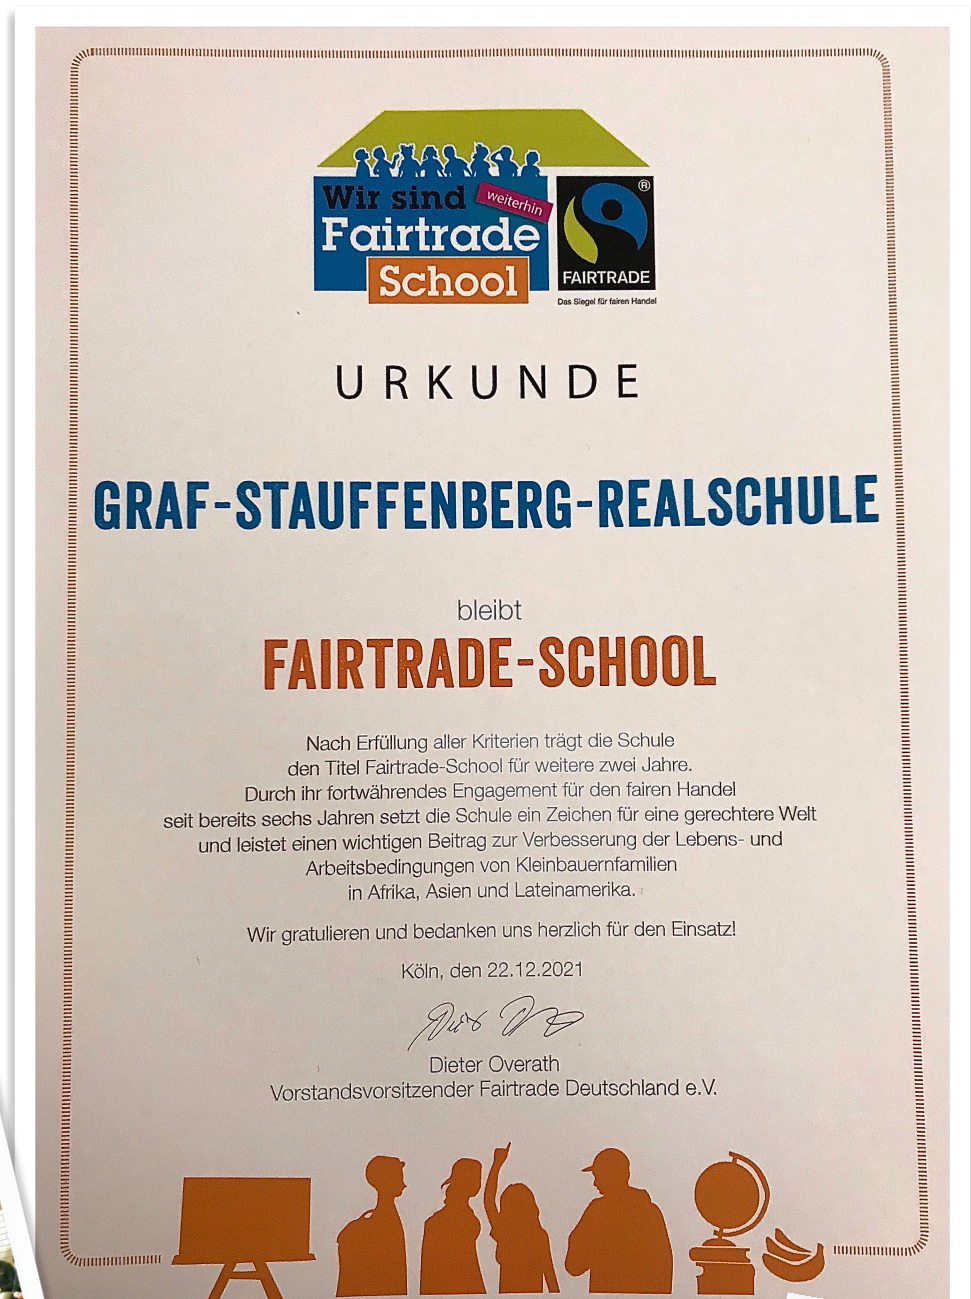 Wir sind
weiterhin
Fairtrade
School
®
FAIRTRADE
Das Siegel für fairen Handel
URKUNDE
GRAF-STAUFFENBERG-REALSCHULE
bleibt
FAIRTRADE-SCHOOL
Nach Erfüllung aller Kriterien trägt die Schule
den Titel Fairtrade-School für weitere zwei Jahre.
Durch ihr fortwährendes Engagement für den fairen Handel
seit bereits sechs Jahren setzt die Schule ein Zeichen für eine gerechtere Welt
und leistet einen wichtigen Beitrag zur Verbesserung der Lebens- und
Arbeitsbedingungen von Kleinbauernfamilien
in Afrika, Asien und Lateinamerika.
Wir gratulieren und bedanken uns herzlich für den Einsatz!
Köln, den 22.12.2021
Dieter Overath
Vorstandsvorsitzender Fairtrade Deutschland e.V.